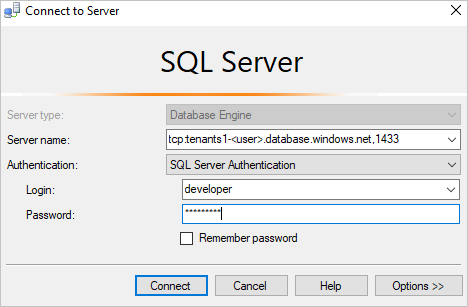 Connect to Server
SQL Server
Server type: Database Engine
Server name: tcp:tenants1-<user>.database.windows.net,1433
Authentication: SQL Server Authentication
Login: developer
Password: *********
Remember password
Connect Cancel Help Options >>